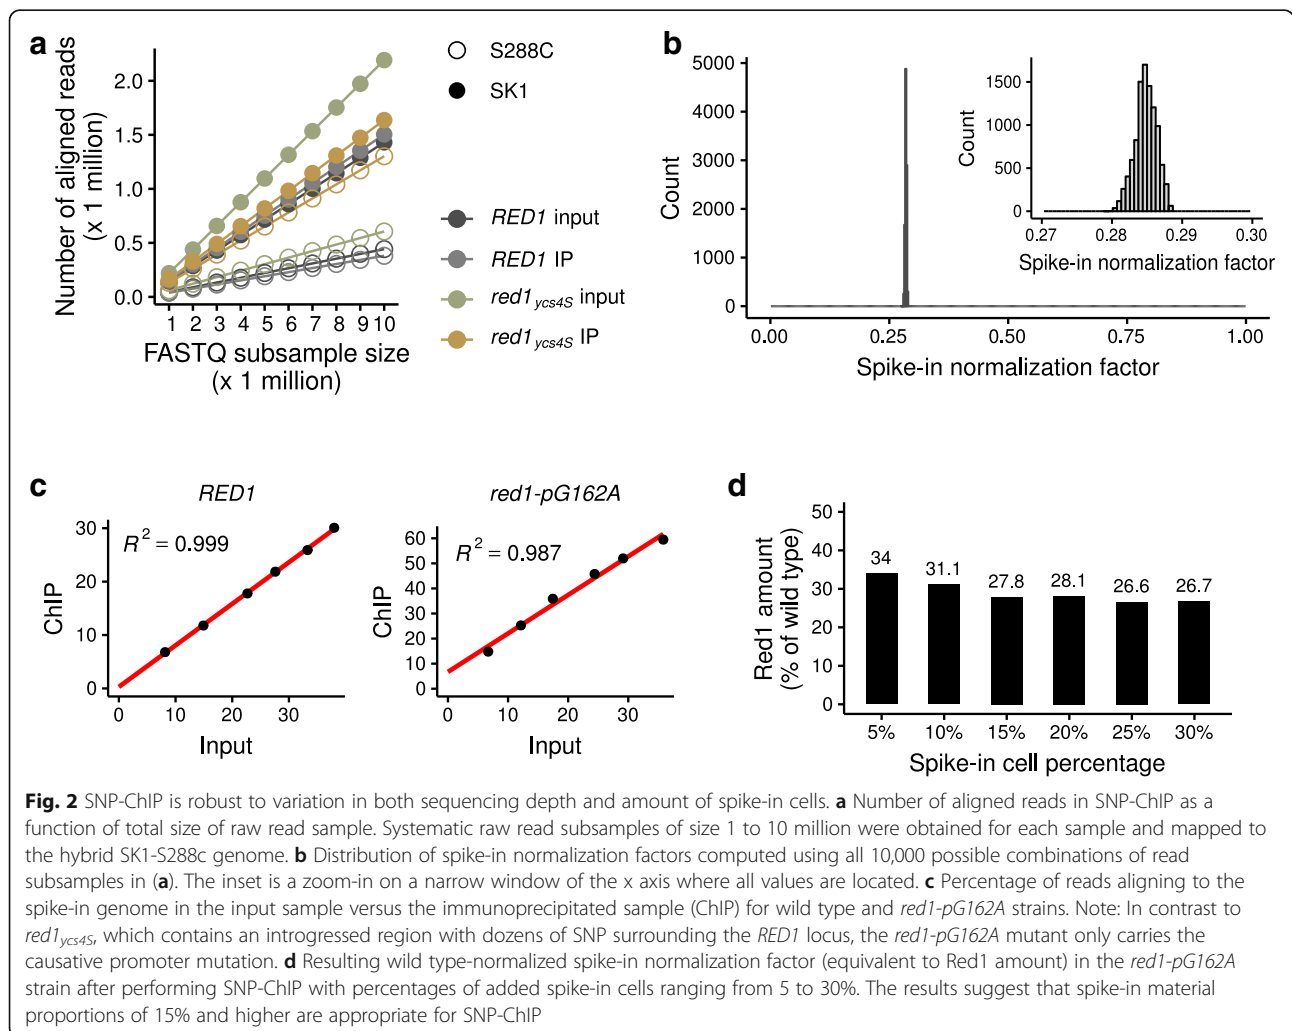 a
Number of aligned reads
(x 1 million)
2.0
1.5
1.0
0.5
0.0
1 2 3 4 5 6 7 8 9 10
FASTQ subsample size
(x 1 million)
S288C
SK1
RED1 input
RED1 IP
red1ycs4S input
red1ycs4S IP
b
Count
5000
4000
3000
2000
1000
0
0.00 0.25 0.50 0.75 1.00
Spike-in normalization factor
Count
1500
1000
500
0
0.27 0.28 0.29 0.30
Spike-in normalization factor
c
RED1
R2 = 0.999
ChIP
30
20
10
0
0 10 20 30
Input
red1-pG162A
R2 = 0.987
ChIP
60
50
40
30
20
10
0
0 10 20 30
Input
d
Red1 amount
(% of wild type)
50
40
30
20
10
0
34 31.1 27.8 28.1 26.6 26.7
5% 10% 15% 20% 25% 30%
Spike-in cell percentage
Fig. 2 SNP-ChIP is robust to variation in both sequencing depth and amount of spike-in cells. a Number of aligned reads in SNP-ChIP as a
function of total size of raw read sample. Systematic raw read subsamples of size 1 to 10 million were obtained for each sample and mapped to
the hybrid SK1-S288c genome. b Distribution of spike-in normalization factors computed using all 10,000 possible combinations of read
subsamples in (a). The inset is a zoom-in on a narrow window of the x axis where all values are located. c Percentage of reads aligning to the
spike-in genome in the input sample versus the immunoprecipitated sample (ChIP) for wild type and red1-pG162A strains. Note: In contrast to
red1ycs4S, which contains an introgressed region with dozens of SNP surrounding the RED1 locus, the red1-pG162A mutant only carries the
causative promoter mutation. d Resulting wild type-normalized spike-in normalization factor (equivalent to Red1 amount) in the red1-pG162A
strain after performing SNP-ChIP with percentages of added spike-in cells ranging from 5 to 30%. The results suggest that spike-in material
proportions of 15% and higher are appropriate for SNP-ChIP